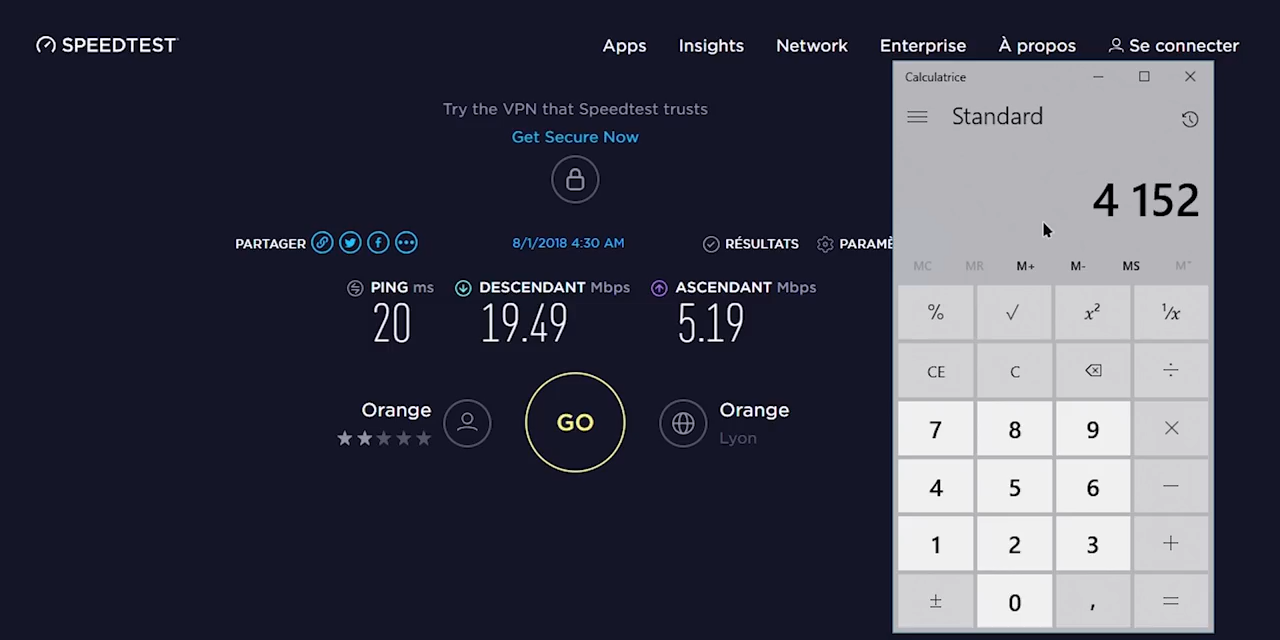 SPEEDTEST
Apps Insights Network Enterprise À propos Se connecter
Try the VPN that Speedtest trusts
Get Secure Now
PARTAGER
8/1/2018 4:30 AM
RÉSULTATS PARAMÈ
PING ms DESCENDANT Mbps ASCENDANT Mbps
20 19.49 5.19
Orange
GO
Orange
Lyon
Calculatrice
Standard
4 152
MC MR M+ M- MS M˅
% √ x² ¹/x
CE C ÷
7 8 9 ×
4 5 6 −
1 2 3 +
± 0 , =